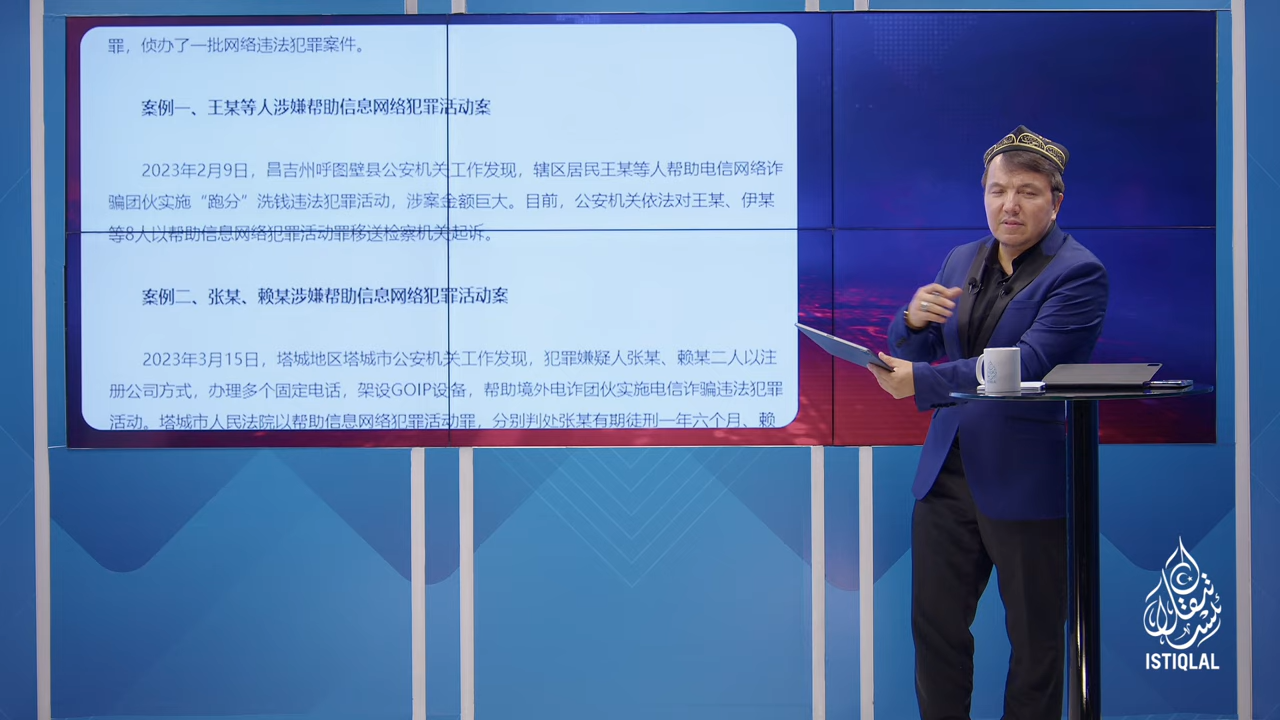 罪，侦办了一批网络违法犯罪案件。
案例一、王某等人涉嫌帮助信息网络犯罪活动案
2023年2月9日，昌吉州呼图壁县公安机关工作发现，辖区居民王某等人帮助电信网络诈
骗团伙实施“跑分”洗钱违法犯罪活动，涉案金额巨大。目前，公安机关依法对王某、伊某
等8人以帮助信息网络犯罪活动罪移送检察机关起诉。
案例二、张某、赖某涉嫌帮助信息网络犯罪活动案
2023年3月15日，塔城地区塔城市公安机关工作发现，犯罪嫌疑人张某、赖某二人以注
册公司方式，办理多个固定电话，架设GOIP设备，帮助境外电诈团伙实施电信诈骗违法犯罪
活动。塔城市人民法院以帮助信息网络犯罪活动罪，分别判处张某有期徒刑一年六个月、赖
ئىستىقلال
ISTIQLAL